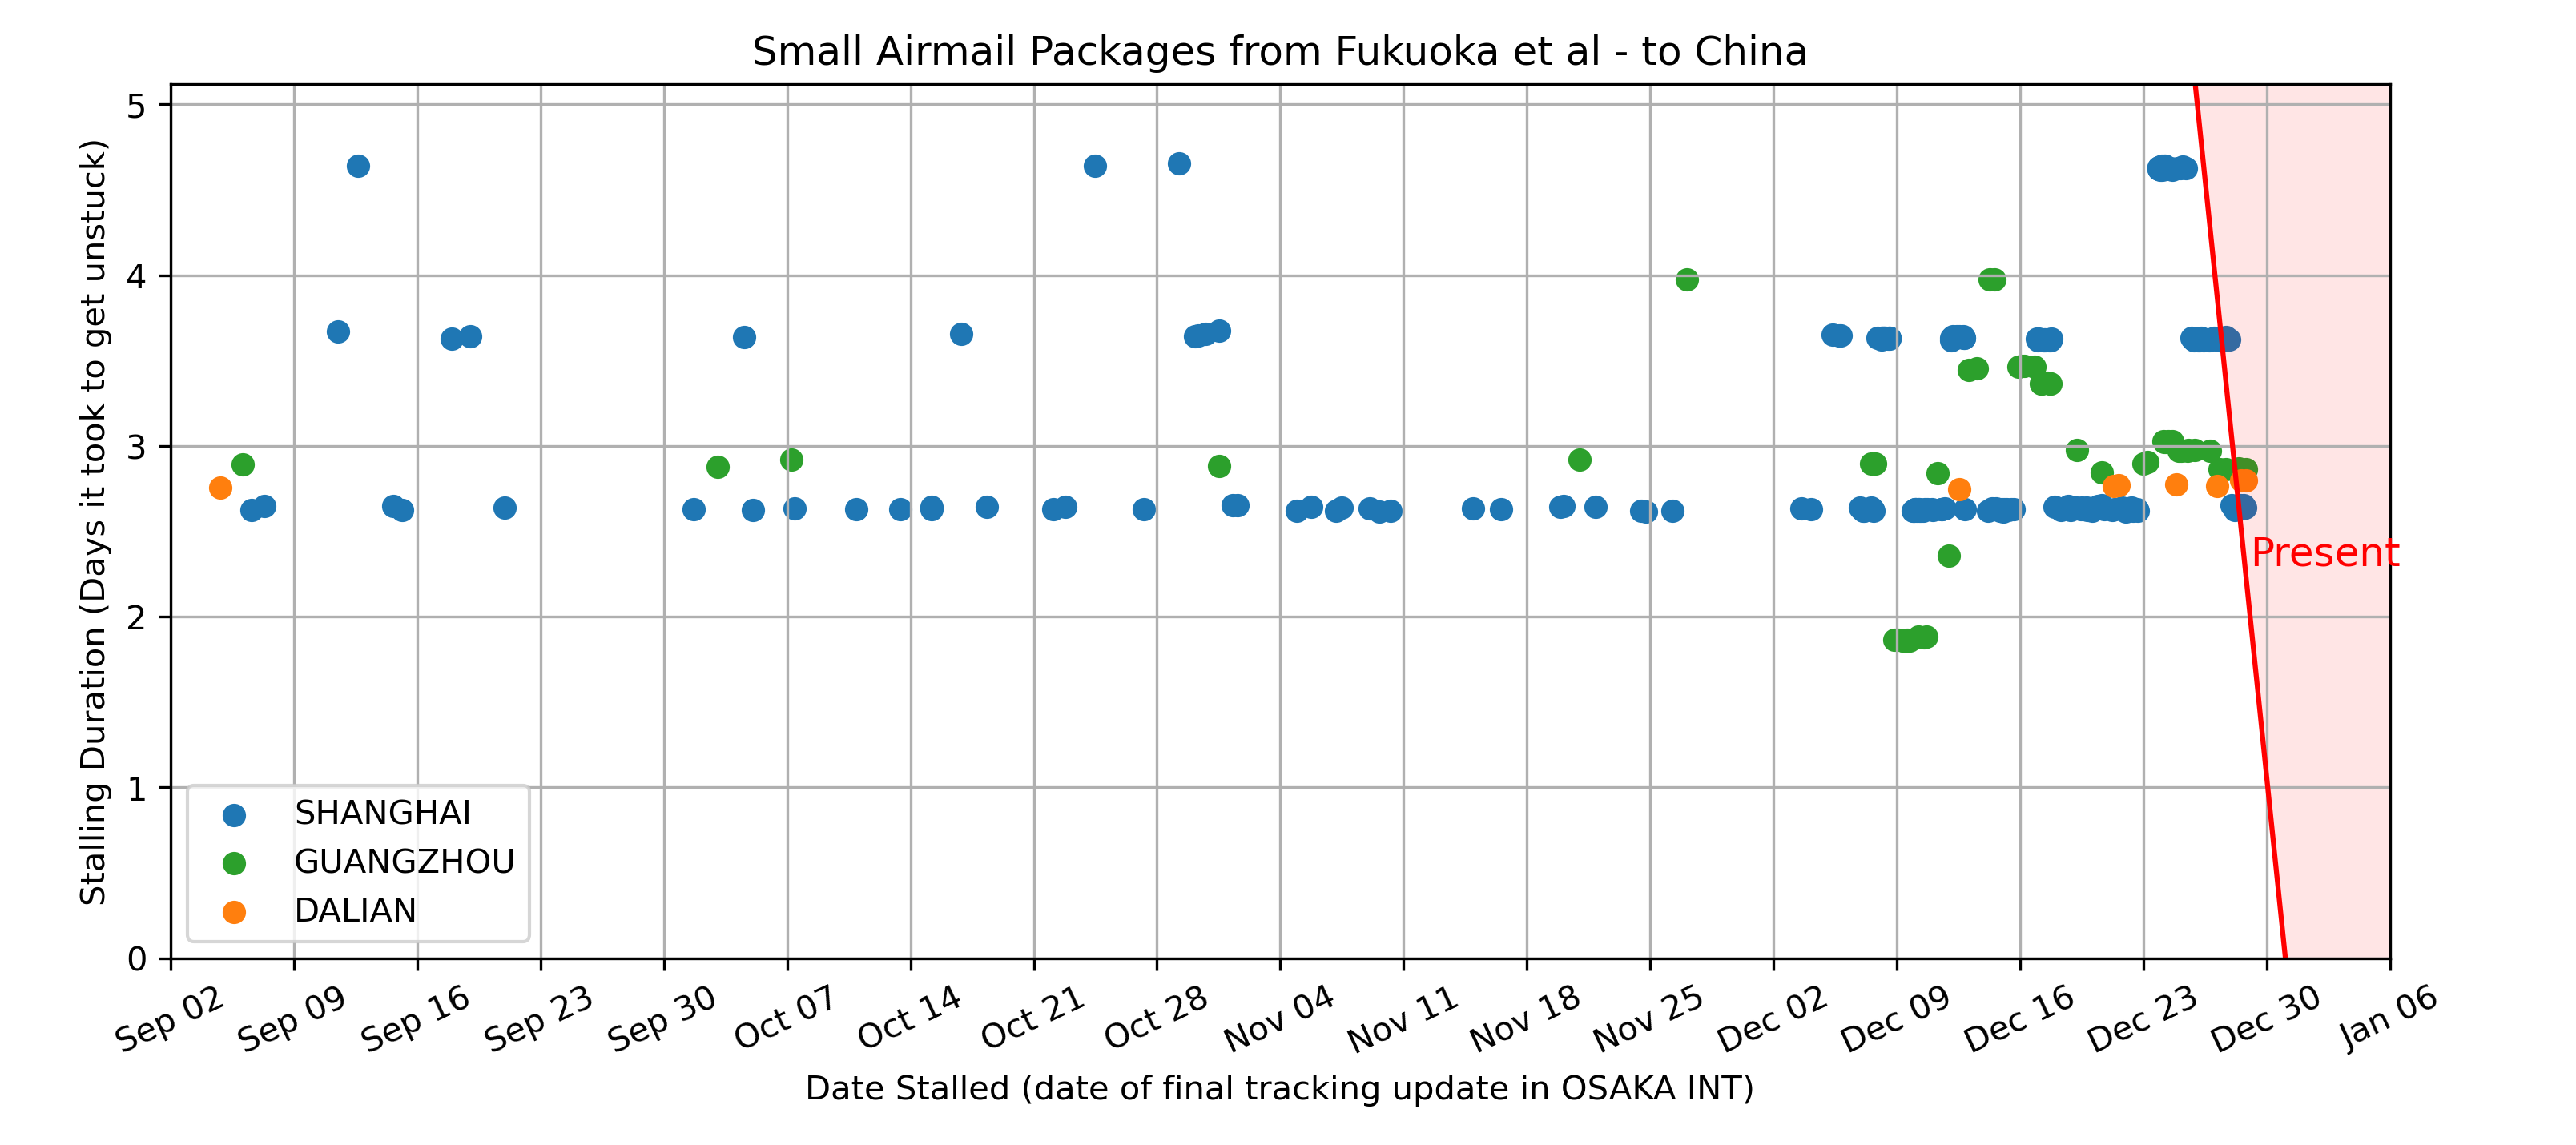 Small Airmail Packages from Fukuoka et al - to China
Stalling Duration (Days it took to get unstuck)
5
4
3
2
1
0
Present
SHANGHAI
GUANGZHOU
DALIAN
Sep 02
Sep 09
Sep 16
Sep 23
Sep 30
Oct 07
Oct 14
Oct 21
Oct 28
Nov 04
Nov 11
Nov 18
Nov 25
Dec 02
Dec 09
Dec 16
Dec 23
Dec 30
Jan 06
Date Stalled (date of final tracking update in OSAKA INT)